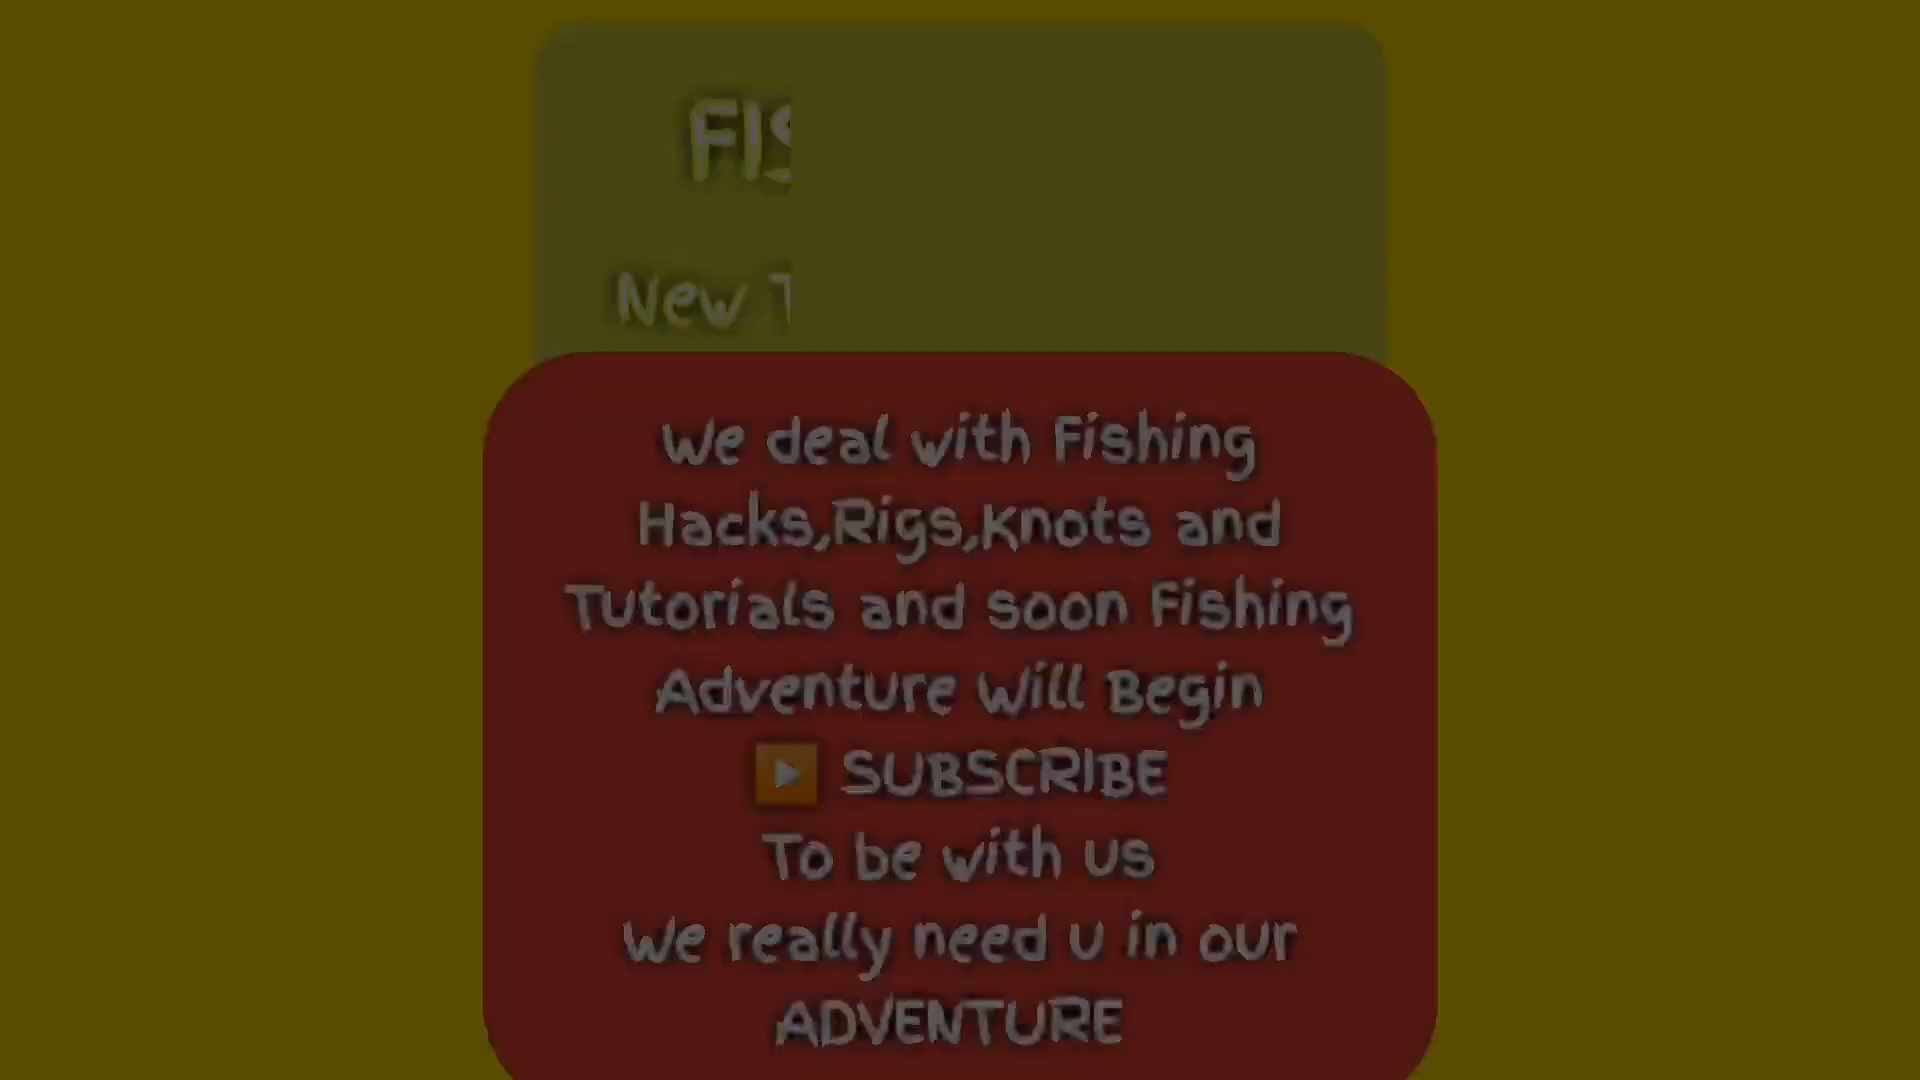 FIS
New T
We deal with Fishing
Hacks,Rigs,Knots and
Tutorials and soon Fishing
Adventure Will Begin
▶️ SUBSCRIBE
To be with us
We really need u in our
ADVENTURE